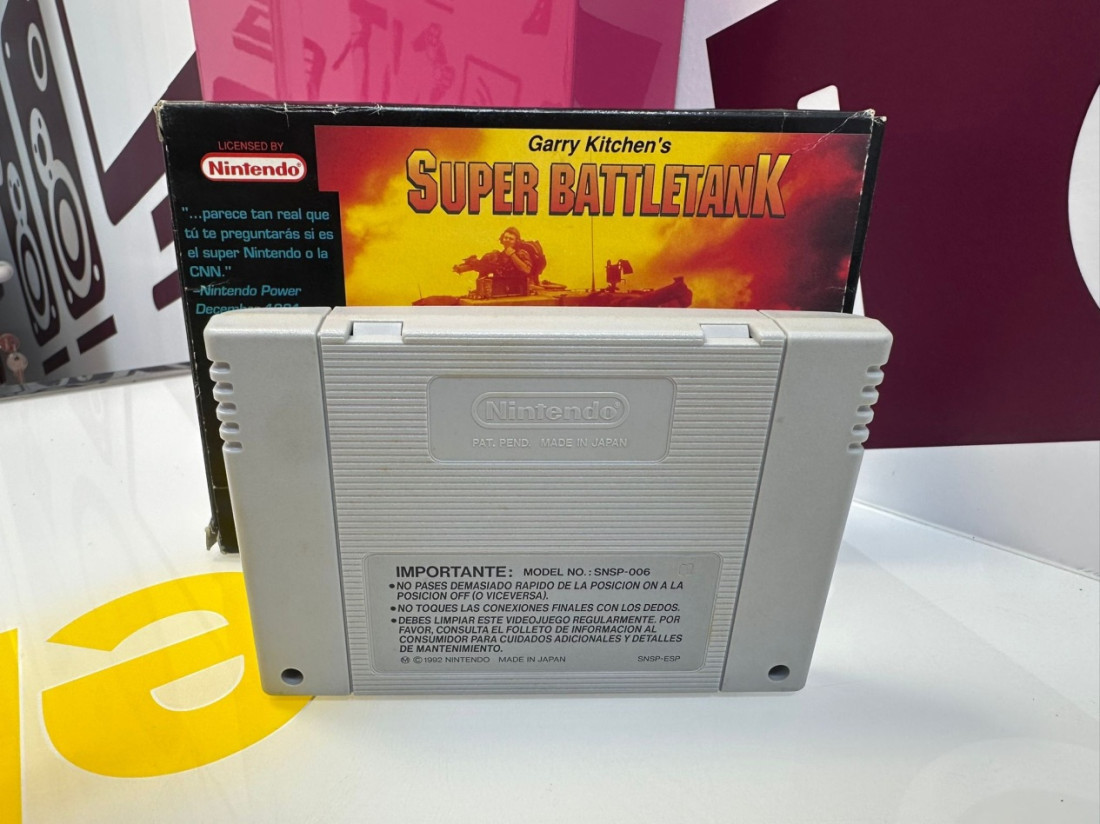 LICENSED BY
Nintendo
"...parece tan real que
tú te preguntarás si es
el super Nintendo o la
CNN."
–Nintendo Power
December 1991
Garry Kitchen's
SUPER BATTLETANK
Nintendo
PAT. PEND. MADE IN JAPAN
IMPORTANTE: MODEL NO.: SNSP-006
•NO PASES DEMASIADO RAPIDO DE LA POSICION ON A LA
POSICION OFF (O VICEVERSA).
•NO TOQUES LAS CONEXIONES FINALES CON LOS DEDOS.
•DEBES LIMPIAR ESTE VIDEOJUEGO REGULARMENTE. POR
FAVOR, CONSULTA EL FOLLETO DE INFORMACION AL
CONSUMIDOR PARA CUIDADOS ADICIONALES Y DETALLES
DE MANTENIMIENTO.
Ⓜ © 1992 NINTENDO MADE IN JAPAN SNSP-ESP